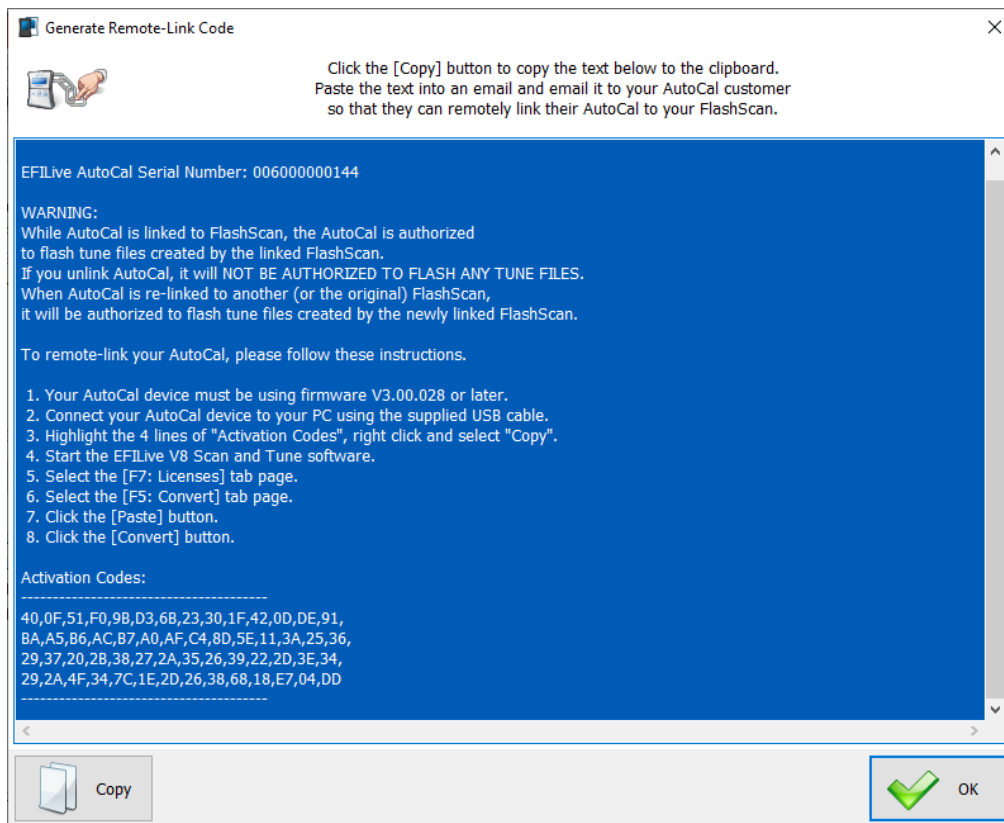 Generate Remote-Link Code
Click the [Copy] button to copy the text below to the clipboard.
Paste the text into an email and email it to your AutoCal customer
so that they can remotely link their AutoCal to your FlashScan.
EFILive AutoCal Serial Number: 006000000144
WARNING:
While AutoCal is linked to FlashScan, the AutoCal is authorized
to flash tune files created by the linked FlashScan.
If you unlink AutoCal, it will NOT BE AUTHORIZED TO FLASH ANY TUNE FILES.
When AutoCal is re-linked to another (or the original) FlashScan,
it will be authorized to flash tune files created by the newly linked FlashScan.
To remote-link your AutoCal, please follow these instructions.
1. Your AutoCal device must be using firmware V3.00.028 or later.
2. Connect your AutoCal device to your PC using the supplied USB cable.
3. Highlight the 4 lines of "Activation Codes", right click and select "Copy".
4. Start the EFILive V8 Scan and Tune software.
5. Select the [F7: Licenses] tab page.
6. Select the [F5: Convert] tab page.
7. Click the [Paste] button.
8. Click the [Convert] button.
Activation Codes:
---------------------------------------
40,0F,51,F0,9B,D3,6B,23,30,1F,42,0D,DE,91,
BA,A5,B6,AC,B7,A0,AF,C4,8D,5E,11,3A,25,36,
29,37,20,2B,38,27,2A,35,26,39,22,2D,3E,34,
29,2A,4F,34,7C,1E,2D,26,38,68,18,E7,04,DD
---------------------------------------
Copy
OK